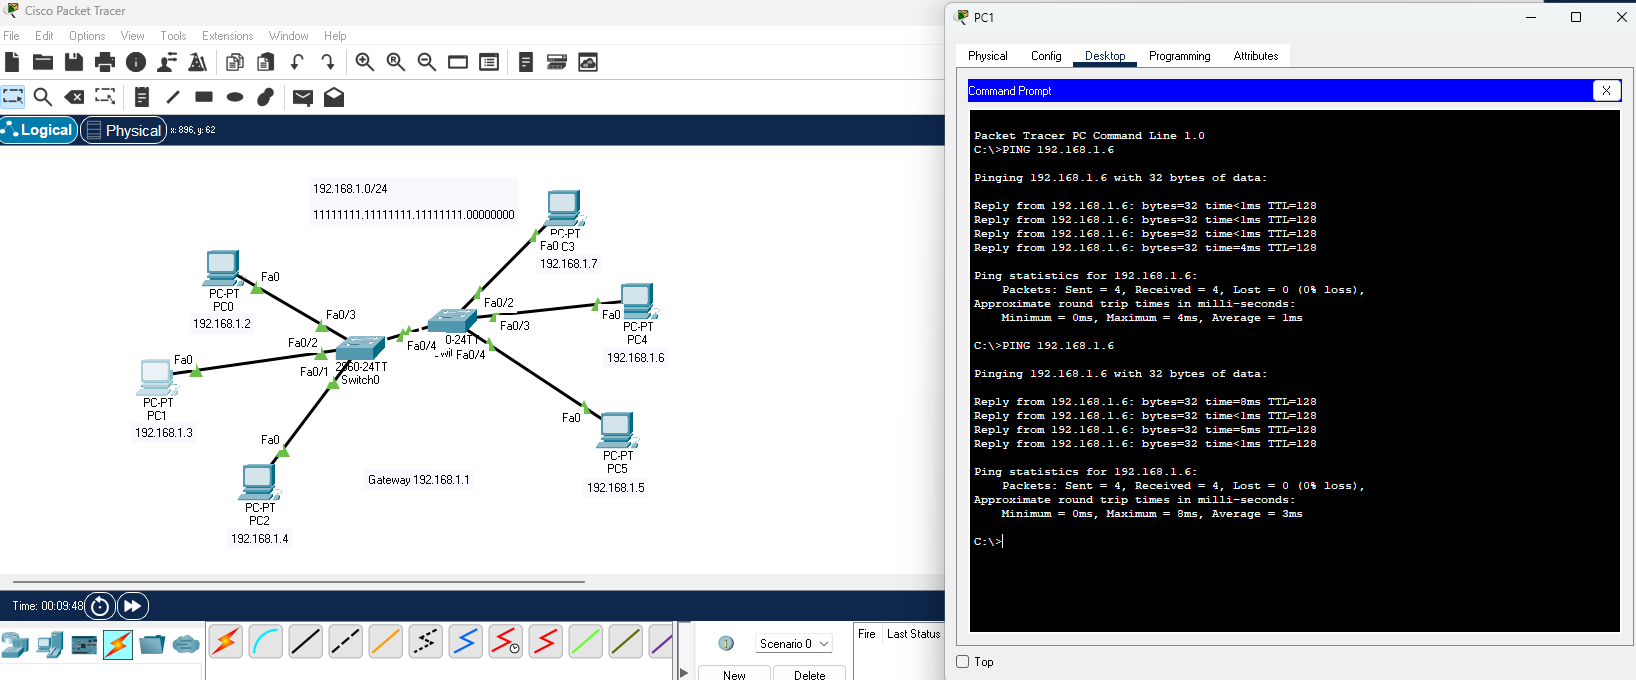 Cisco Packet Tracer
File Edit Options View Tools Extensions Window Help
Logical Physical x: 896, y: 62
192.168.1.0/24
11111111.11111111.11111111.00000000
PC-PT
Fa0 C3
192.168.1.7
Fa0
PC-PT
PC0
192.168.1.2
Fa0/3
Fa0/2
Fa0/1
2960-24TT
Switch0
Fa0
PC-PT
PC1
192.168.1.3
Fa0
PC-PT
PC2
192.168.1.4
Fa0/2
Fa0/3
Fa0/4
0-24TT
Fa0/4
Fa0
PC-PT
PC4
192.168.1.6
Fa0
PC-PT
PC5
192.168.1.5
Gateway 192.168.1.1
Time: 00:09:48
Scenario 0
New Delete
Fire Last Status
PC1
Physical Config Desktop Programming Attributes
Command Prompt
X
Packet Tracer PC Command Line 1.0
C:\>PING 192.168.1.6
Pinging 192.168.1.6 with 32 bytes of data:
Reply from 192.168.1.6: bytes=32 time<1ms TTL=128
Reply from 192.168.1.6: bytes=32 time<1ms TTL=128
Reply from 192.168.1.6: bytes=32 time<1ms TTL=128
Reply from 192.168.1.6: bytes=32 time=4ms TTL=128
Ping statistics for 192.168.1.6:
Packets: Sent = 4, Received = 4, Lost = 0 (0% loss),
Approximate round trip times in milli-seconds:
Minimum = 0ms, Maximum = 4ms, Average = 1ms
C:\>PING 192.168.1.6
Pinging 192.168.1.6 with 32 bytes of data:
Reply from 192.168.1.6: bytes=32 time=8ms TTL=128
Reply from 192.168.1.6: bytes=32 time<1ms TTL=128
Reply from 192.168.1.6: bytes=32 time=5ms TTL=128
Reply from 192.168.1.6: bytes=32 time<1ms TTL=128
Ping statistics for 192.168.1.6:
Packets: Sent = 4, Received = 4, Lost = 0 (0% loss),
Approximate round trip times in milli-seconds:
Minimum = 0ms, Maximum = 8ms, Average = 3ms
C:\>
Top